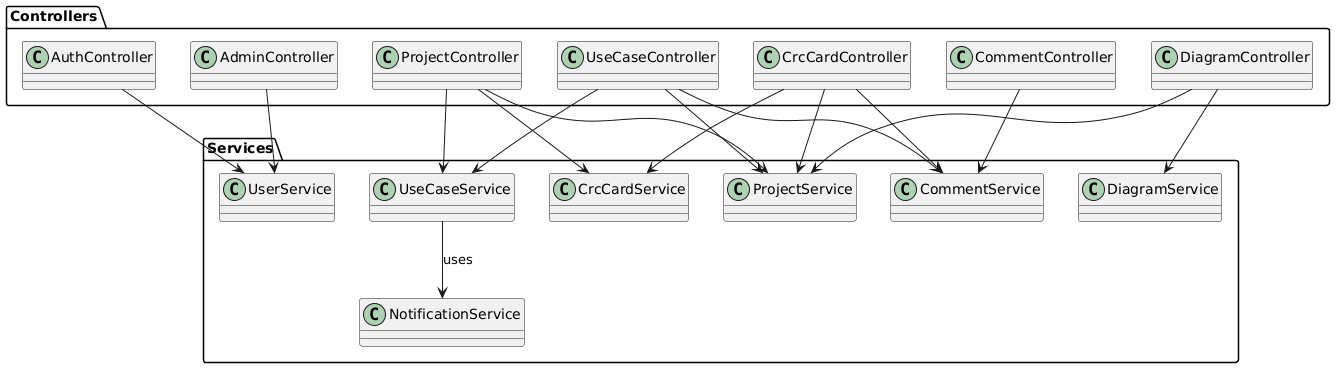 Controllers
C AuthController
C AdminController
C ProjectController
C UseCaseController
C CrcCardController
C CommentController
C DiagramController
Services
C UserService
C UseCaseService
C CrcCardService
C ProjectService
C CommentService
C DiagramService
uses
C NotificationService